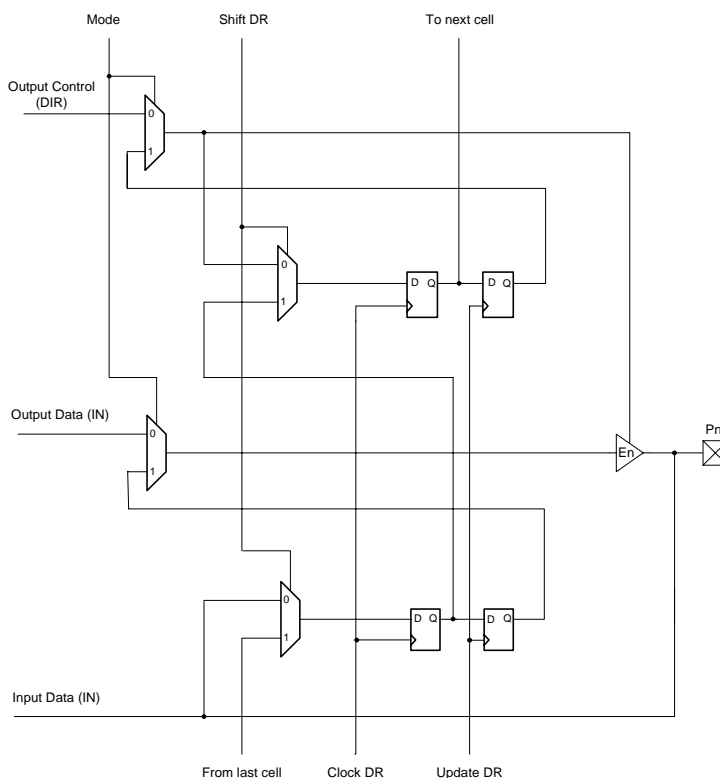 Mode
Shift DR
To next cell
Output Control
(DIR)
0
1
0
1
D Q
D Q
Output Data (IN)
0
1
Pn
En
0
1
D Q
D Q
Input Data (IN)
From last cell
Clock DR
Update DR